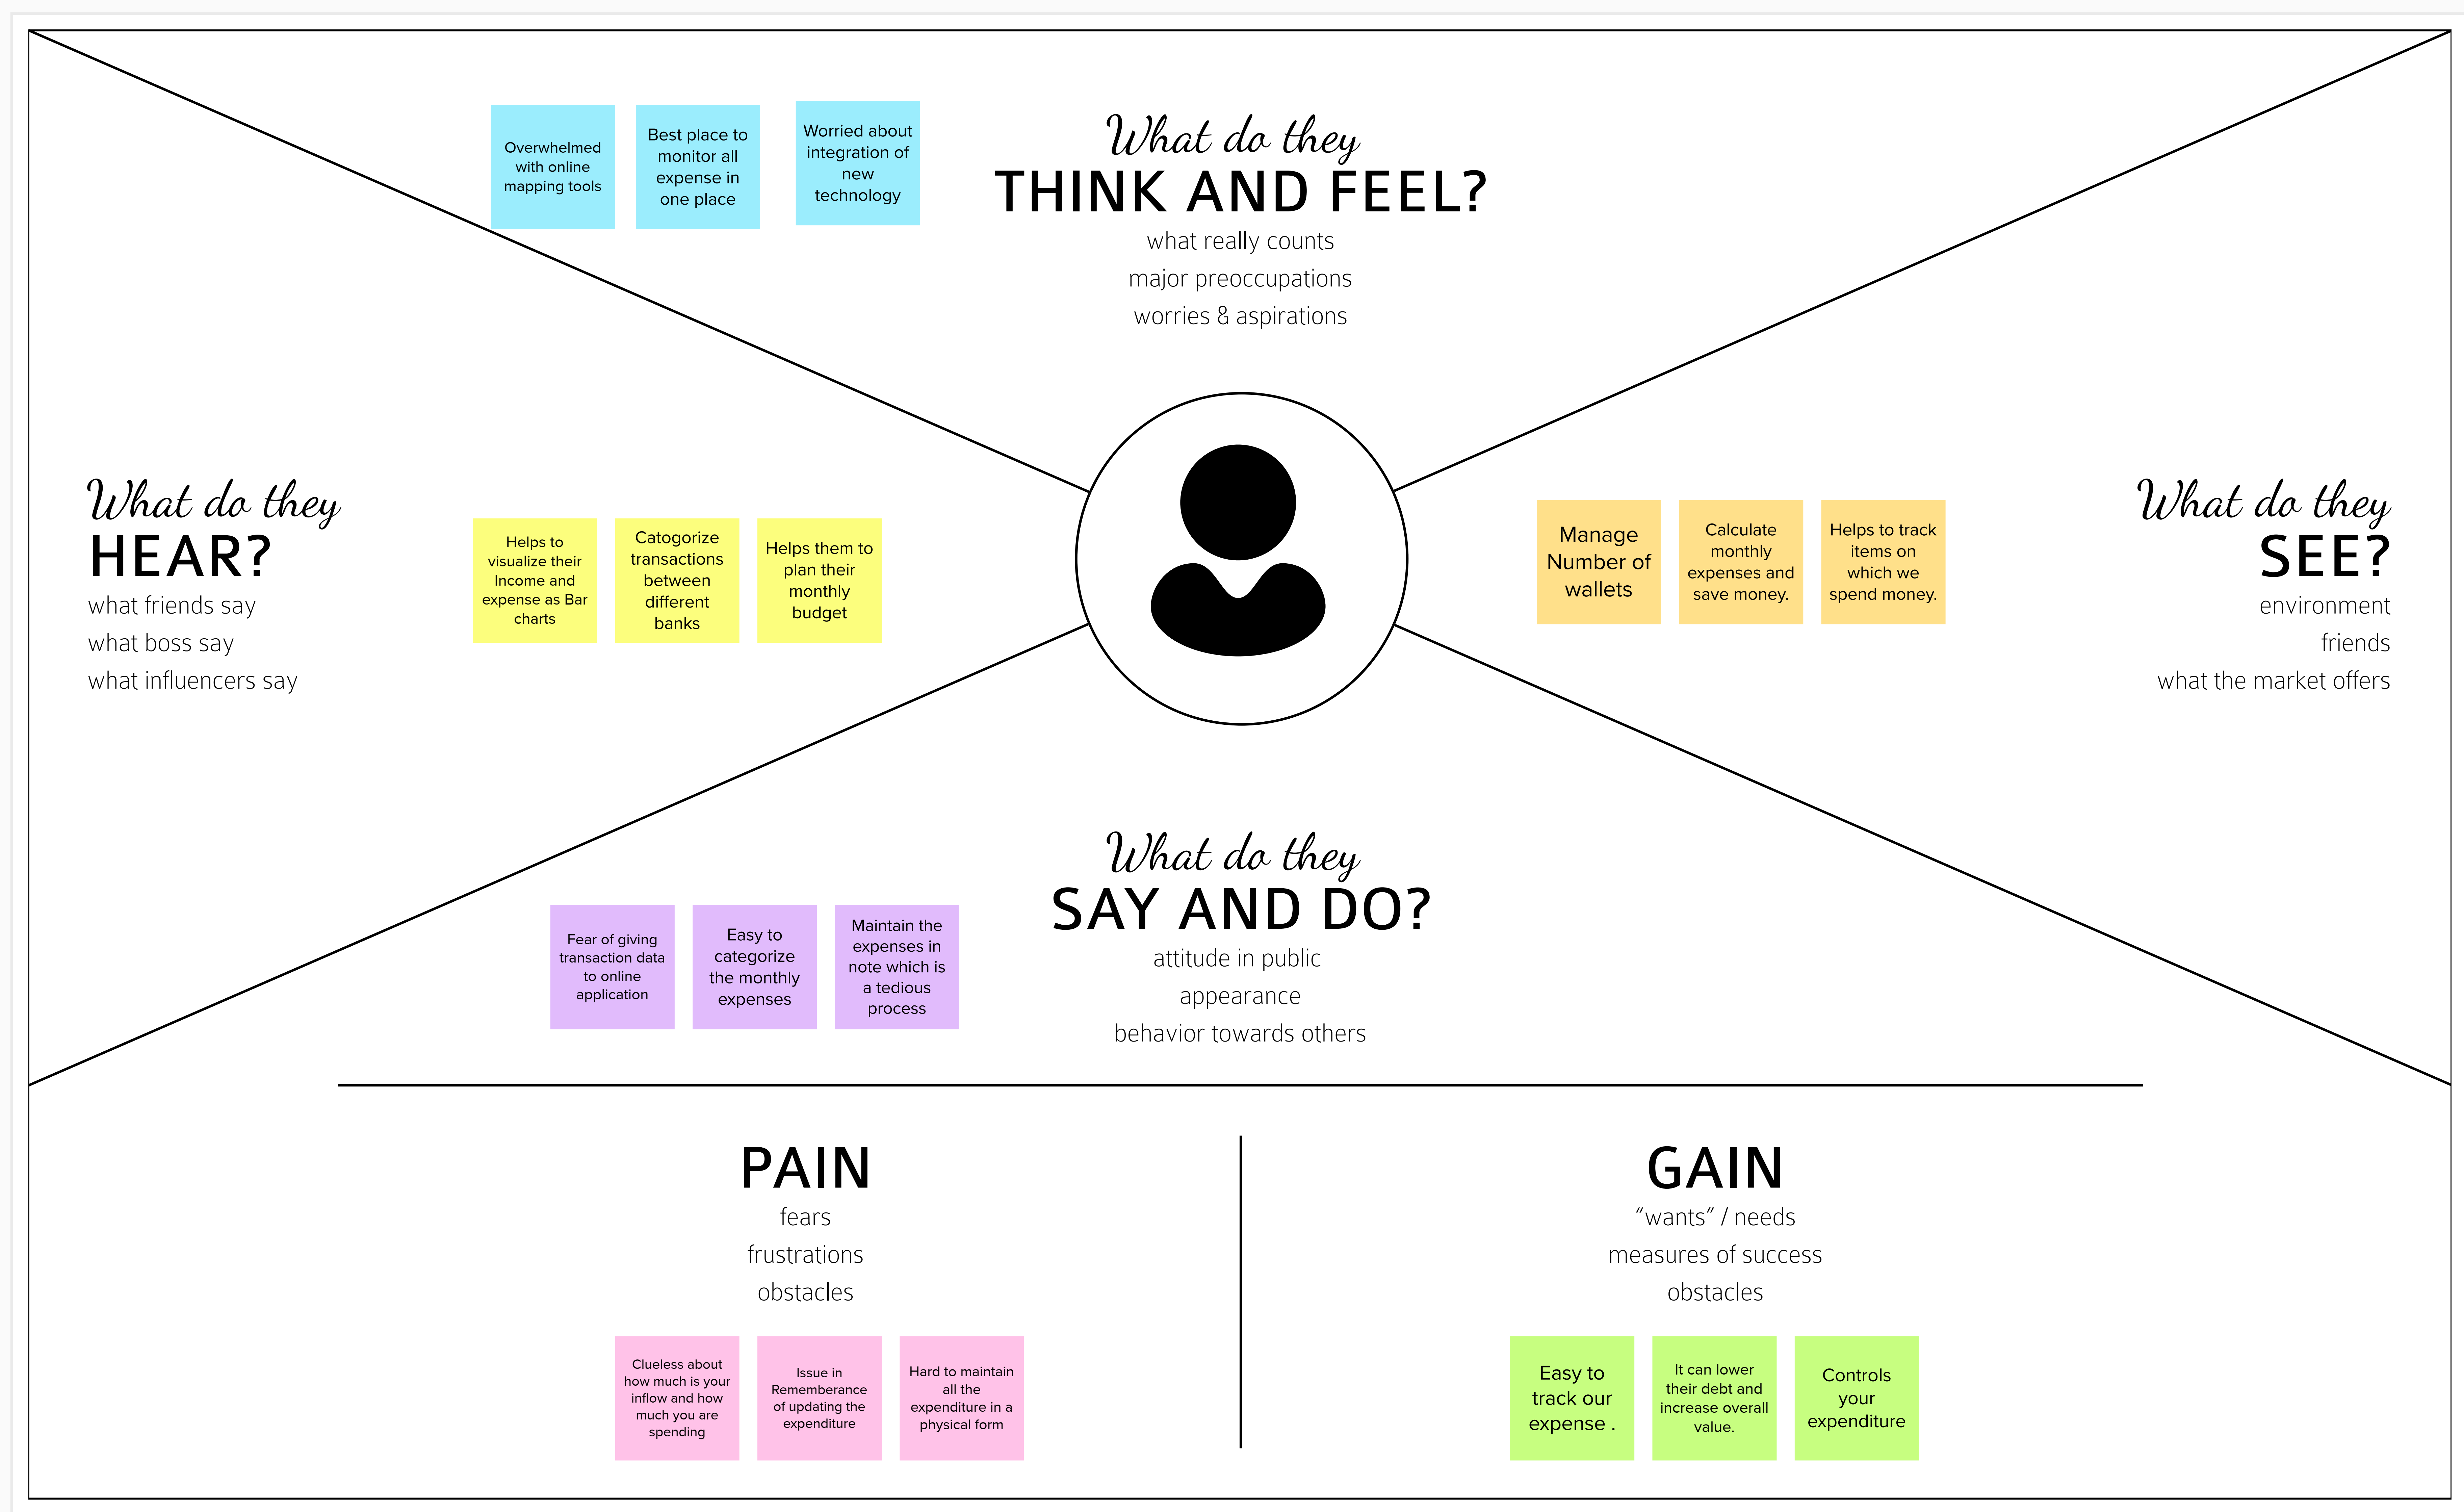 Overwhelmed
with online
mapping tools
Best place to
monitor all
expense in
one place
Worried about
integration of
new
technology
What do they
THINK AND FEEL?
what really counts
major preoccupations
worries & aspirations
What do they
HEAR?
what friends say
what boss say
what influencers say
Helps to
visualize their
Income and
expense as Bar
charts
Catogorize
transactions
between
different
banks
Helps them to
plan their
monthly
budget
Manage
Number of
wallets
Calculate
monthly
expenses and
save money.
Helps to track
items on
which we
spend money.
What do they
SEE?
environment
friends
what the market offers
Fear of giving
transaction data
to online
application
Easy to
categorize
the monthly
expenses
Maintain the
expenses in
note which is
a tedious
process
What do they
SAY AND DO?
attitude in public
appearance
behavior towards others
PAIN
fears
frustrations
obstacles
Clueless about
how much is your
inflow and how
much you are
spending
Issue in
Rememberance
of updating the
expenditure
Hard to maintain
all the
expenditure in a
physical form
GAIN
“wants” / needs
measures of success
obstacles
Easy to
track our
expense .
It can lower
their debt and
increase overall
value.
Controls
your
expenditure